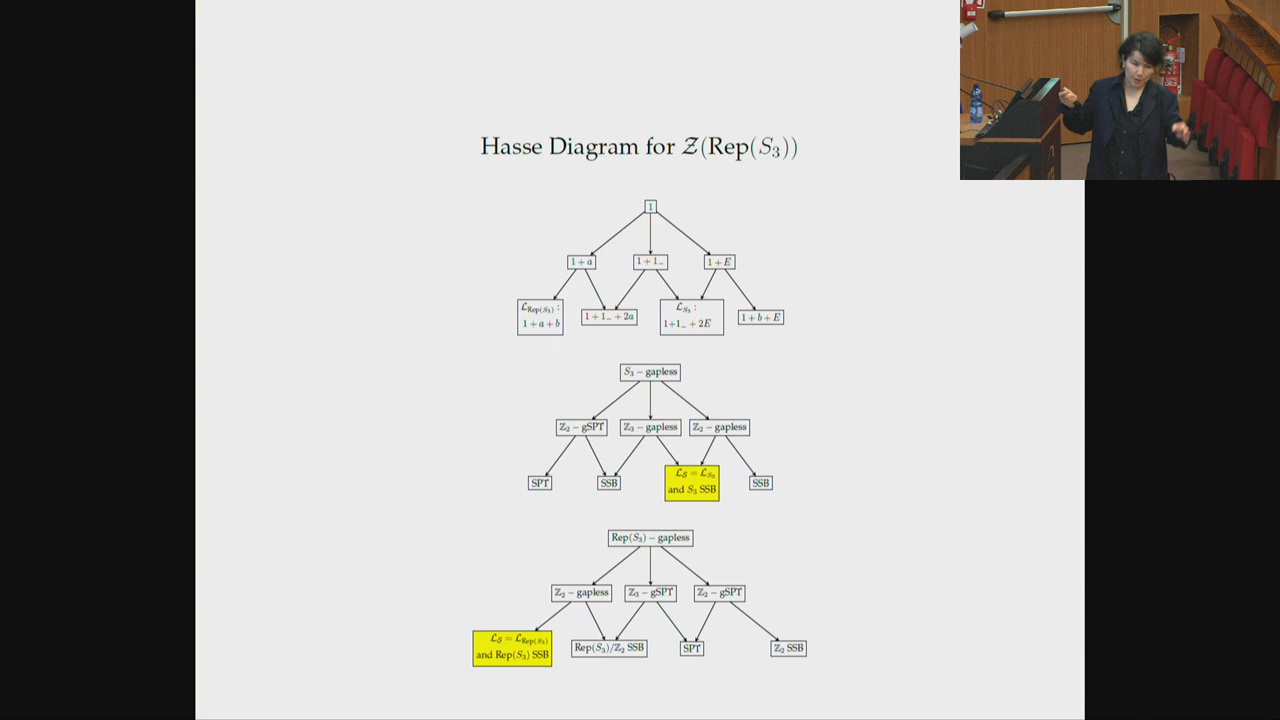 Hasse Diagram for 𝒵(Rep(S₃))
1
1 + a
1 + 1₋
1 + E
ℒ_Rep(S₃) :
1 + a + b
1 + 1₋ + 2a
ℒ_S₃ :
1+1₋ + 2E
1 + b + E
S₃ − gapless
ℤ₂ − gSPT
ℤ₃ − gapless
ℤ₂ − gapless
SPT
SSB
ℒ_𝒮 = ℒ_S₃
and S₃ SSB
SSB
Rep(S₃) − gapless
ℤ₂ − gapless
ℤ₃ − gSPT
ℤ₂ − gSPT
ℒ_𝒮 = ℒ_Rep(S₃)
and Rep(S₃) SSB
Rep(S₃)/ℤ₂ SSB
SPT
ℤ₂ SSB